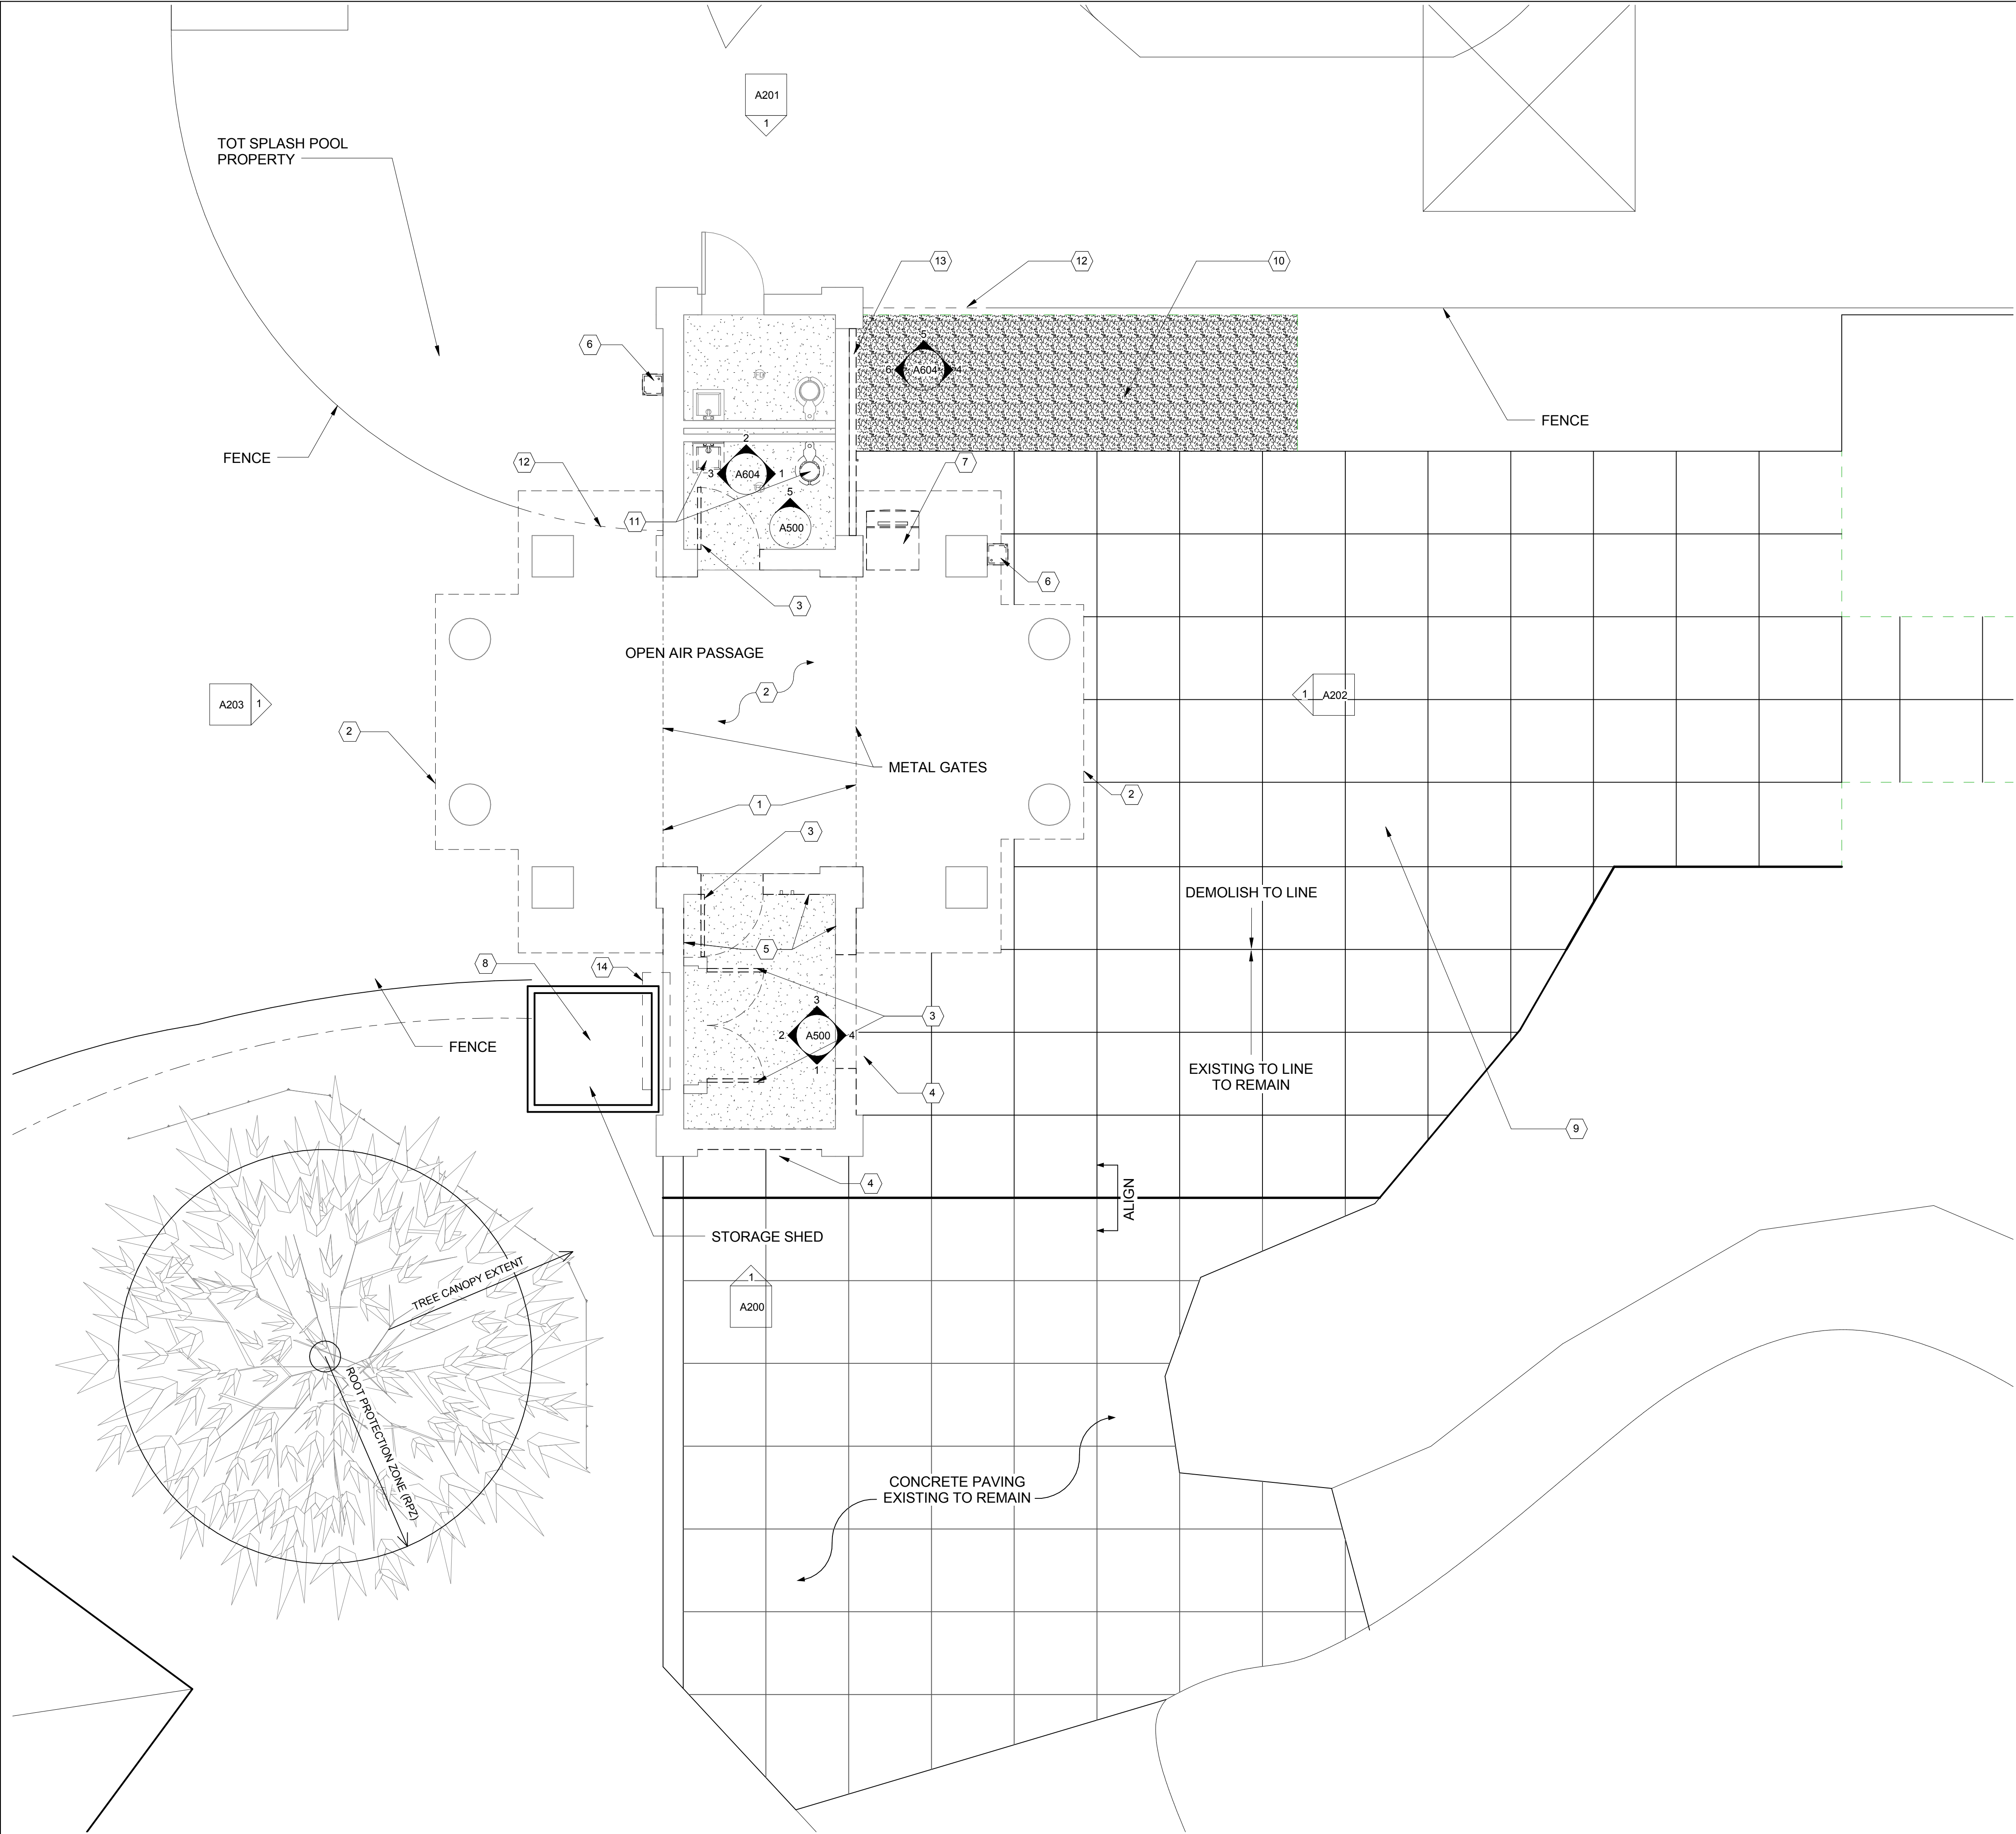 A201
1
TOT SPLASH POOL
PROPERTY
13
12
10
6
5
6 A604 4
FENCE
FENCE
12
2
3 A604 1
7
11
5
A500
6
3
OPEN AIR PASSAGE
2
A203 1
1 A202
2
METAL GATES
2
1
3
DEMOLISH TO LINE
5
8
14
3
3
2 A500 4
1
FENCE
EXISTING TO LINE
TO REMAIN
4
9
4
ALIGN
STORAGE SHED
TREE CANOPY EXTENT
1
A200
ROOT PROTECTION ZONE (RPZ)
CONCRETE PAVING
EXISTING TO REMAIN